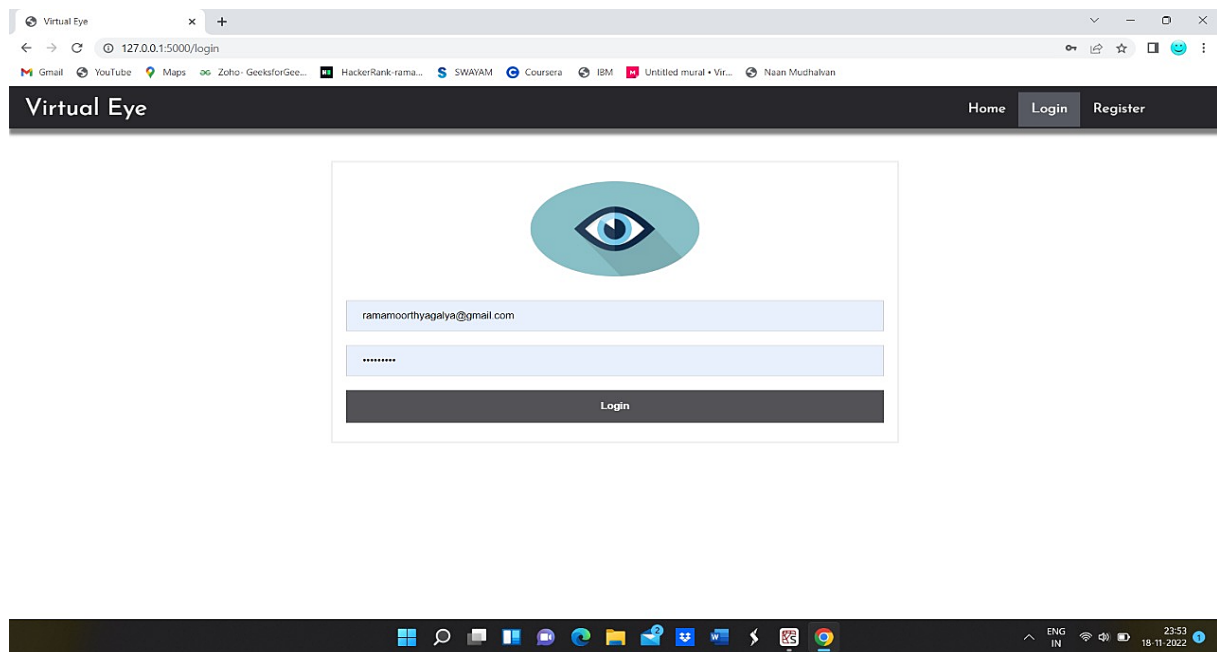 Virtual Eye
127.0.0.1:5000/login
Gmail YouTube Maps Zoho- GeeksforGee... HackerRank-rama... SWAYAM Coursera IBM Untitled mural • Vir... Naan Mudhalvan
Virtual Eye Home Login Register
ramamoorthyagalya@gmail.com
•••••••••
Login
ENG 23:53
IN 18-11-2022